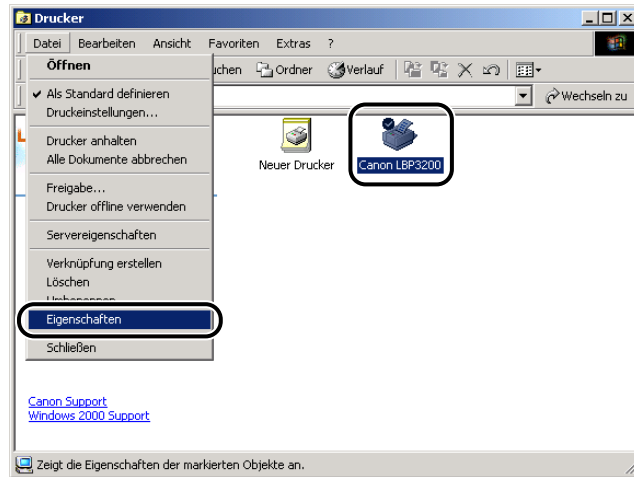 Drucker
Datei Bearbeiten Ansicht Favoriten Extras ?
Öffnen
Ordner Verlauf
Als Standard definieren
Wechseln zu
Druckeinstellungen...
Drucker anhalten
Alle Dokumente abbrechen
Neuer Drucker Canon LBP3200
Freigabe...
Drucker offline verwenden
Servereigenschaften
Verknüpfung erstellen
Löschen
Eigenschaften
Schließen
Canon Support
Windows 2000 Support
Zeigt die Eigenschaften der markierten Objekte an.